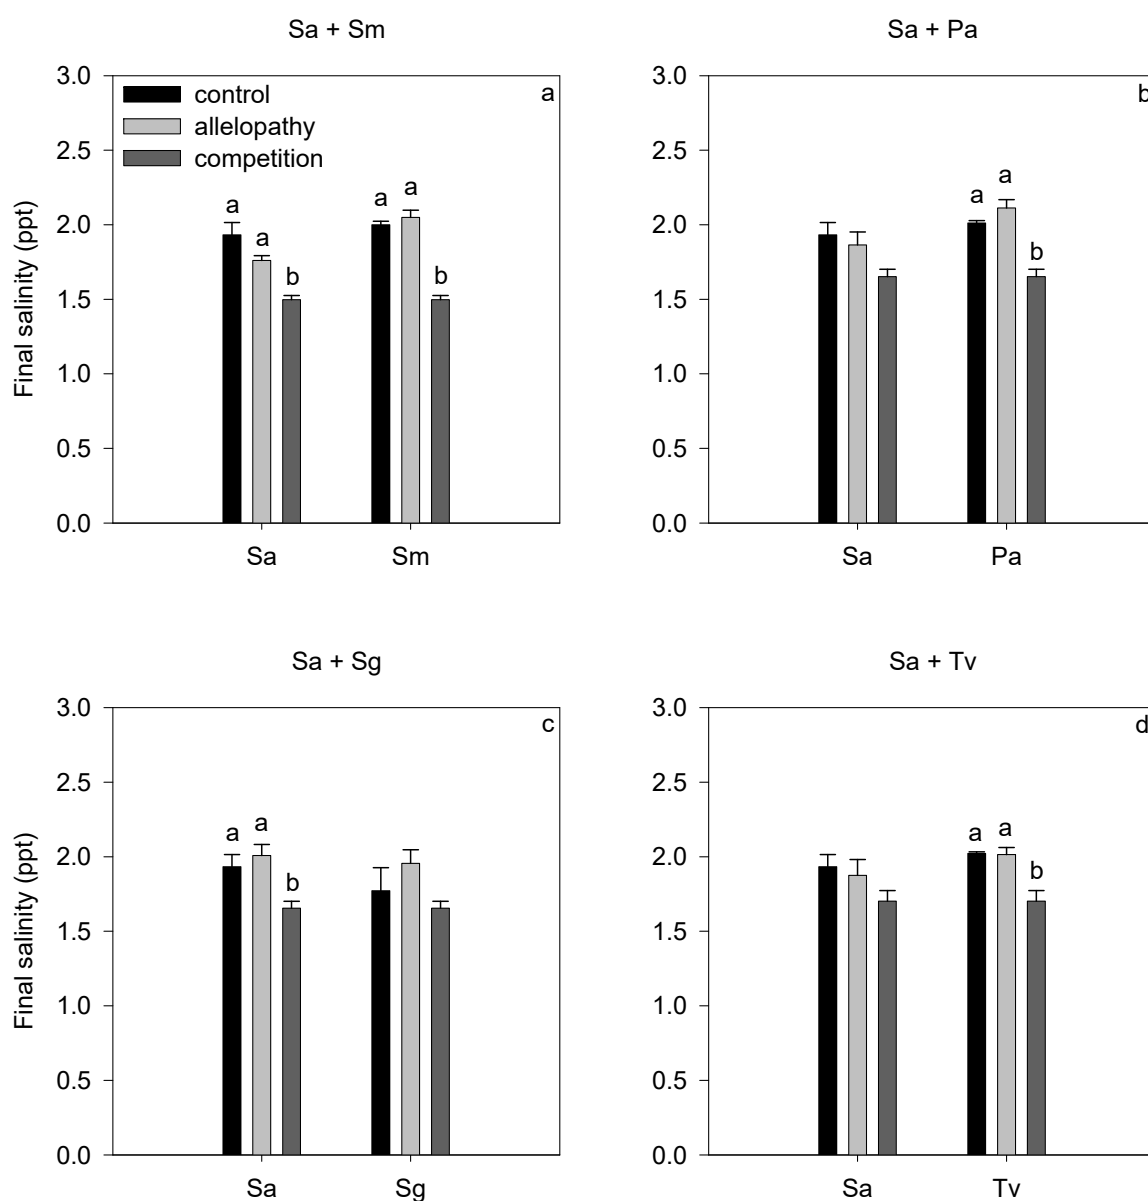 Sa + Sm
3.0
2.5
2.0
1.5
1.0
0.5
0.0
Final salinity (ppt)
control
allelopathy
competition
a
a
a
b
a
a
b
Sa
Sm
Sa + Pa
3.0
2.5
2.0
1.5
1.0
0.5
0.0
b
a
a
b
Sa
Pa
Sa + Sg
3.0
2.5
2.0
1.5
1.0
0.5
0.0
Final salinity (ppt)
c
a
a
b
Sa
Sg
Sa + Tv
3.0
2.5
2.0
1.5
1.0
0.5
0.0
d
a
a
b
Sa
Tv